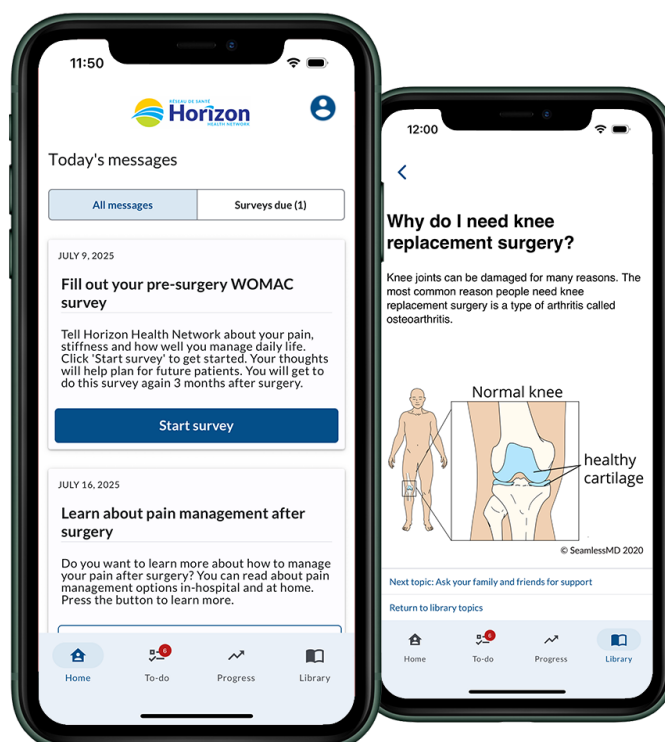 11:50
RÉSEAU DE SANTÉ
Horizon
HEALTH NETWORK
Today's messages
All messages
Surveys due (1)
JULY 9, 2025
Fill out your pre-surgery WOMAC
survey
Tell Horizon Health Network about your pain,
stiffness and how well you manage daily life.
Click 'Start survey' to get started. Your thoughts
will help plan for future patients. You will get to
do this survey again 3 months after surgery.
Start survey
JULY 16, 2025
Learn about pain management after
surgery
Do you want to learn more about how to manage
your pain after surgery? You can read about pain
management options in-hospital and at home.
Press the button to learn more.
6
Home
To-do
Progress
Library
12:00
Why do I need knee
replacement surgery?
Knee joints can be damaged for many reasons. The
most common reason people need knee
replacement surgery is a type of arthritis called
osteoarthritis.
Normal knee
healthy
cartilage
© SeamlessMD 2020
Next topic: Ask your family and friends for support
Return to library topics
6
Home
To-do
Progress
Library